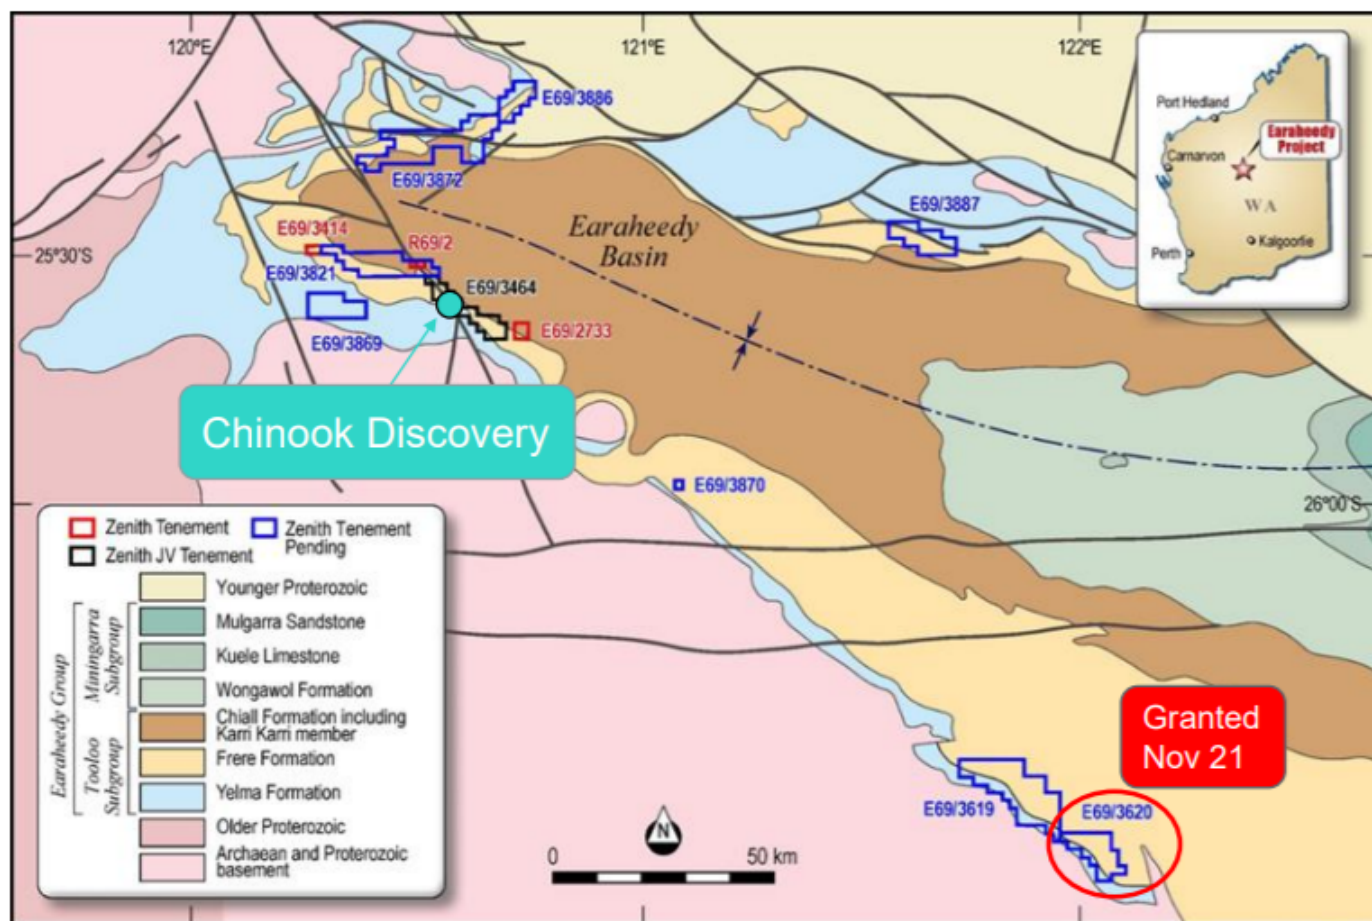 120°E
121°E
122°E
E69/3886
Port Hedland
Earaheedy
Project
Carnarvon
WA
Kalgoorlie
Perth
E69/3872
E69/3887
E69/3414
R69/2
Earaheedy
Basin
25°30'S
E69/3821
E69/3464
E69/3869
E69/2733
Chinook Discovery
E69/3870
26°00'S
Zenith Tenement
Zenith Tenement
Pending
Zenith JV Tenement
Younger Proterozoic
Earaheedy Group
Miningarra
Subgroup
Mulgarra Sandstone
Kuele Limestone
Wongawol Formation
Tooloo
Subgroup
Chiall Formation including
Karri Karri member
Frere Formation
Yelma Formation
Older Proterozoic
Archaean and Proterozoic
basement
Granted
Nov 21
E69/3619
E69/3620
N
0
50 km